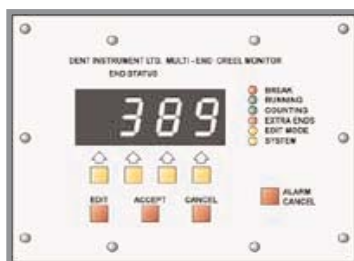 DENT INSTRUMENT LTD. MULTI - END CREEL MONITOR
END STATUS
389
BREAK
RUNNING
COUNTING
EXTRA ENDS
EDIT MODE
SYSTEM
EDIT ACCEPT CANCEL
ALARM
CANCEL